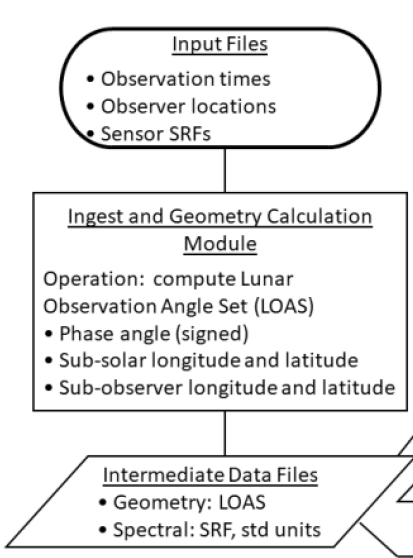 Input Files
• Observation times
• Observer locations
• Sensor SRFs
Ingest and Geometry Calculation
Module
Operation: compute Lunar
Observation Angle Set (LOAS)
• Phase angle (signed)
• Sub-solar longitude and latitude
• Sub-observer longitude and latitude
Intermediate Data Files
• Geometry: LOAS
• Spectral: SRF, std units